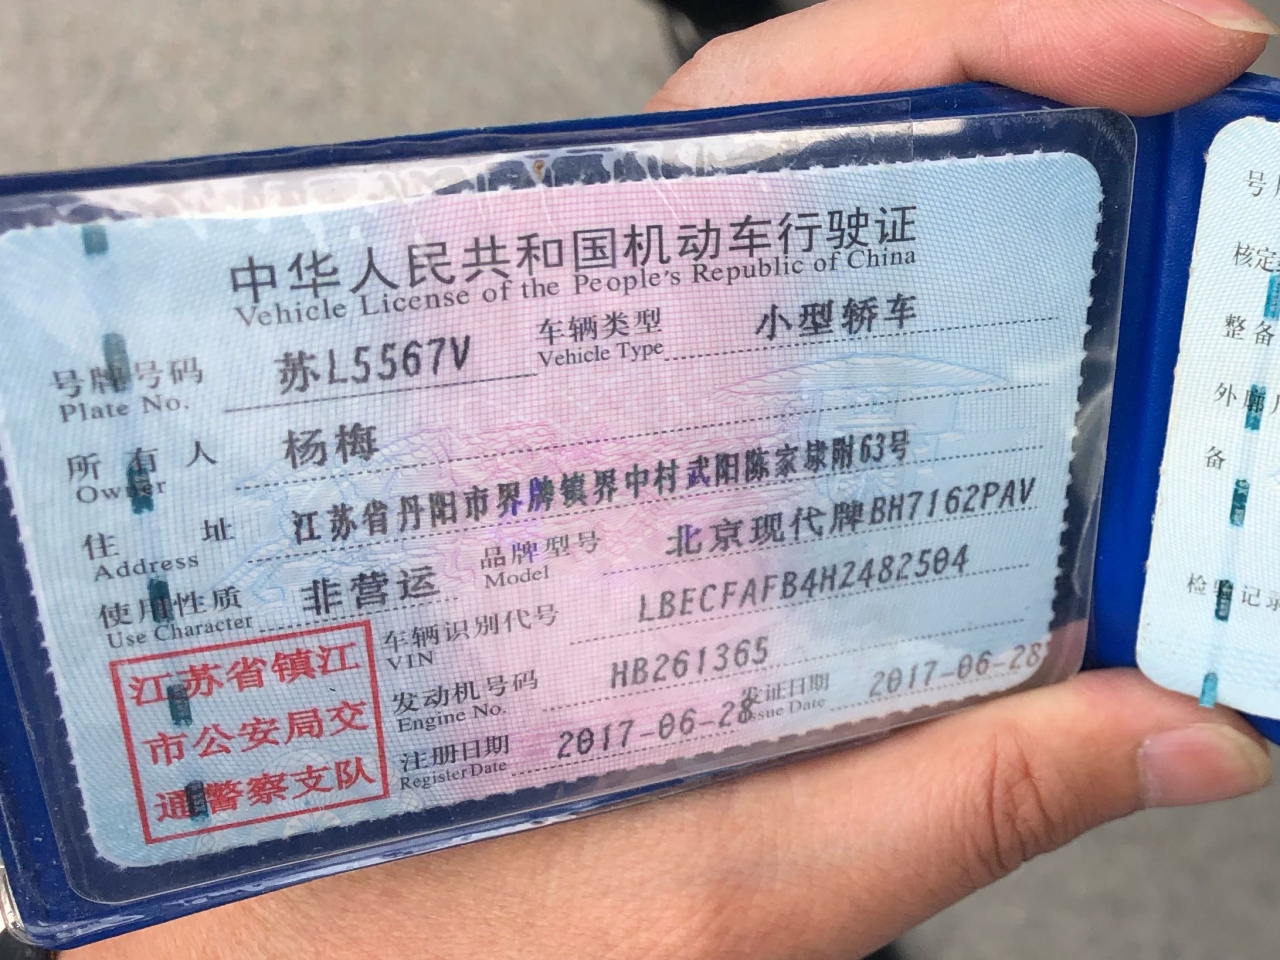 中华人民共和国机动车行驶证
Vehicle License of the People's Republic of China
号牌号码 苏L5567V 车辆类型 小型轿车
Plate No. Vehicle Type
所有人 杨梅
Owner
住址 江苏省丹阳市界牌镇界中村武阳陈家埭附63号
Address
使用性质 非营运 品牌型号 北京现代牌BH7162PAV
Use Character Model
车辆识别代号 LBECFAFB4H2482504
VIN
发动机号码 HB261365
Engine No.
注册日期 2017-06-28 发证日期 2017-06-28
Register Date Issue Date
江苏省镇江
市公安局交
通警察支队
号
核定
整备
外廓
备
检验记录